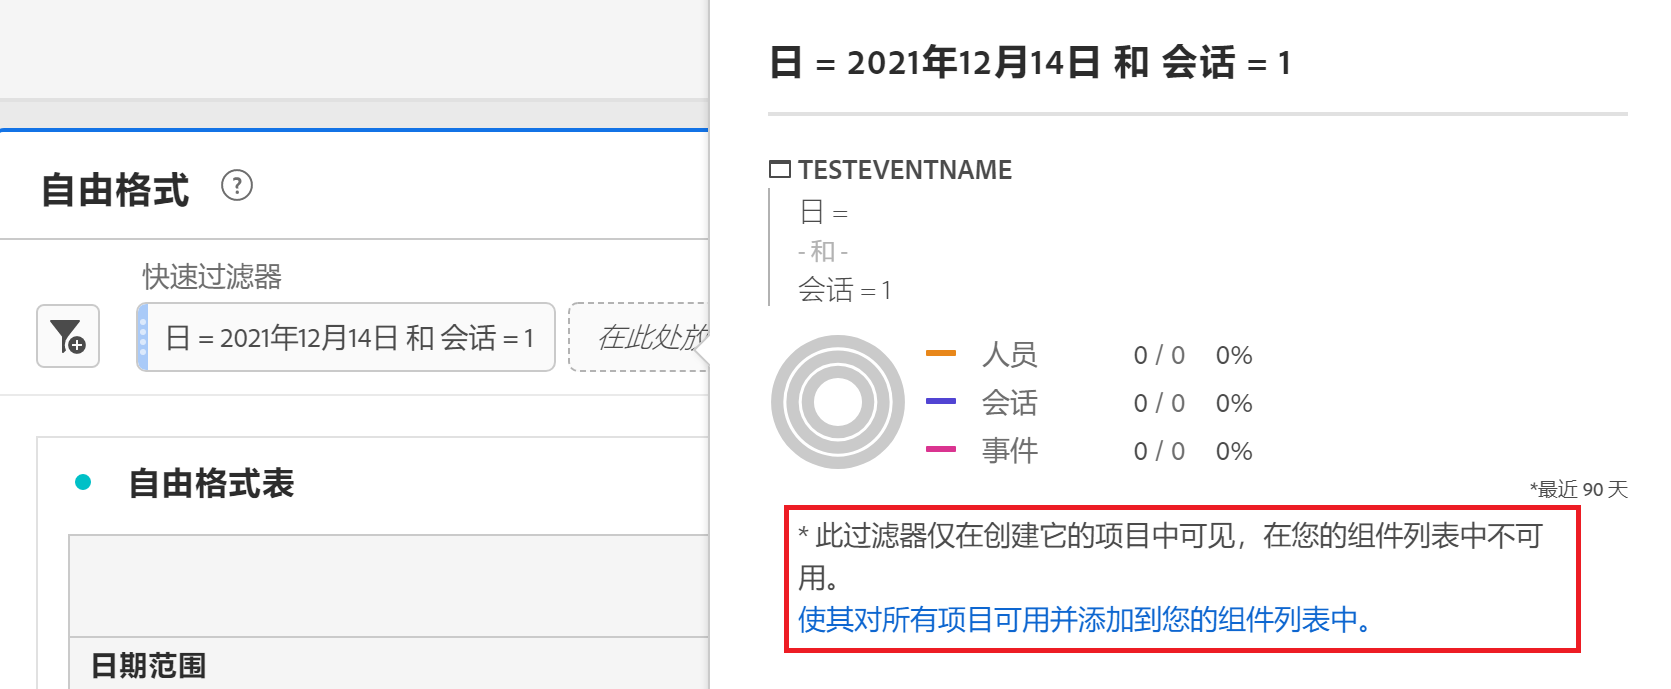 自由格式
?
快速过滤器
日 = 2021年12月14日 和 会话 = 1
在此处放
自由格式表
日期范围
日 = 2021年12月14日 和 会话 = 1
TESTEVENTNAME
日 =
- 和 -
会话 = 1
人员 0 / 0 0%
会话 0 / 0 0%
事件 0 / 0 0%
*最近 90 天
* 此过滤器仅在创建它的项目中可见，在您的组件列表中不可
用。
使其对所有项目可用并添加到您的组件列表中。